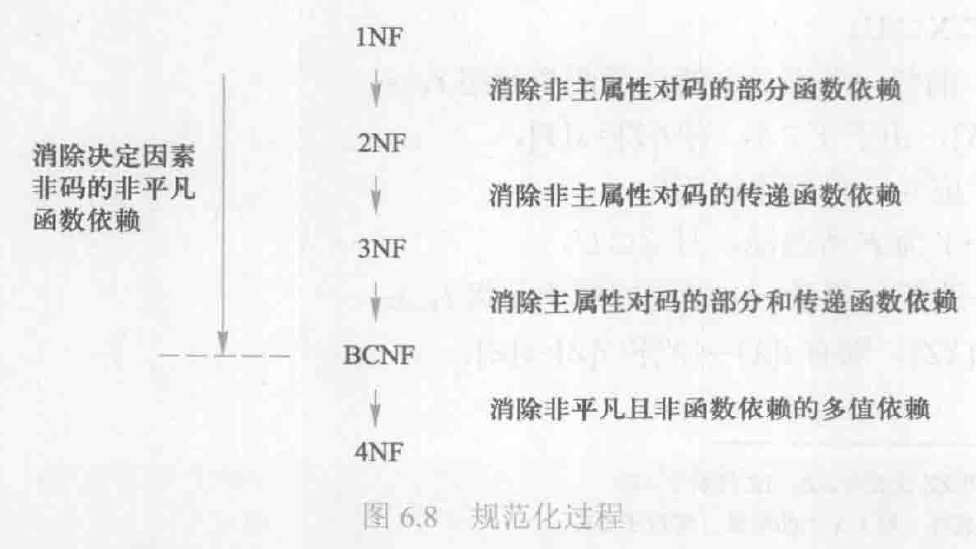 1NF
消除非主属性对码的部分函数依赖
2NF
消除决定因素
非码的非平凡
函数依赖
消除非主属性对码的传递函数依赖
3NF
消除主属性对码的部分和传递函数依赖
BCNF
消除非平凡且非函数依赖的多值依赖
4NF
图 6.8 规范化过程